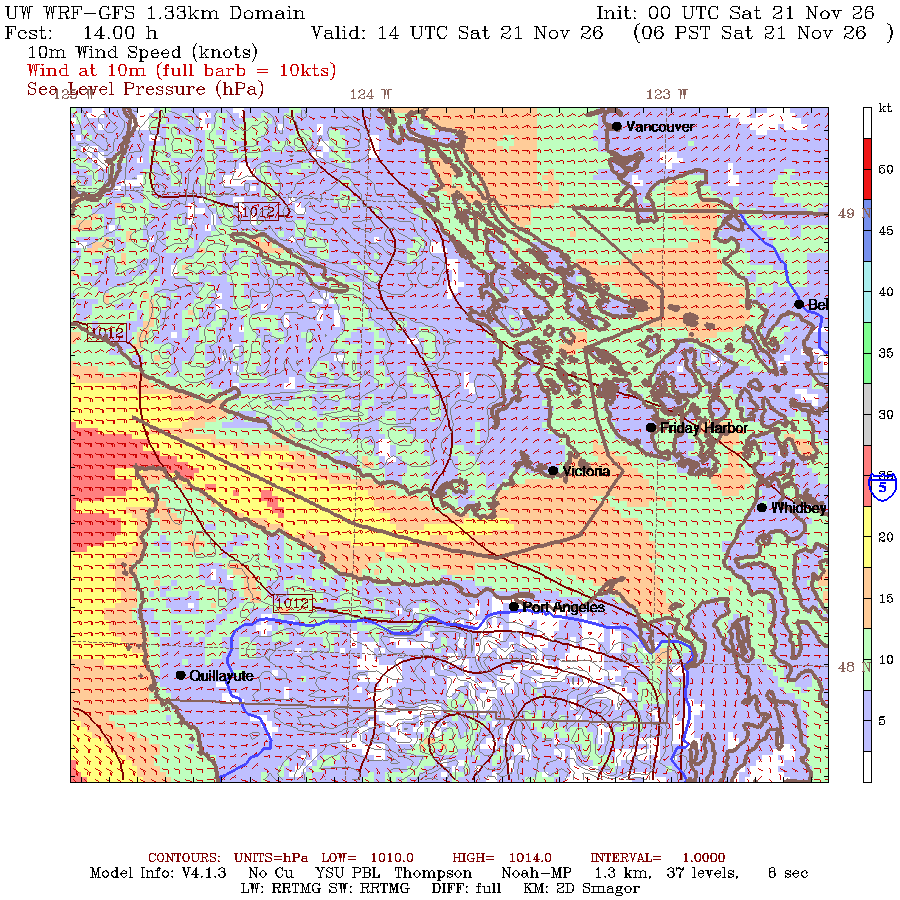 UW WRF-GFS 1.33km Domain Init: 00 UTC Sat 21 Nov 26
Fcst: 14.00 h Valid: 14 UTC Sat 21 Nov 26 (06 PST Sat 21 Nov 26 )
10m Wind Speed (knots)
Wind at 10m (full barb = 10kts)
Sea Level Pressure (hPa)
125 W 124 W 123 W
kt
Vancouver
60
1012
49 N
45
40
Bel
1012
35
30
Friday Harbor
Victoria
25
5
Whidbey
20
1012
Port Angeles
15
10
48 N
Quillayute
5
CONTOURS: UNITS=hPa LOW= 1010.0 HIGH= 1014.0 INTERVAL= 1.0000
Model Info: V4.1.3 No Cu YSU PBL Thompson Noah-MP 1.3 km, 37 levels, 8 sec
LW: RRTMG SW: RRTMG DIFF: full KM: 2D Smagor